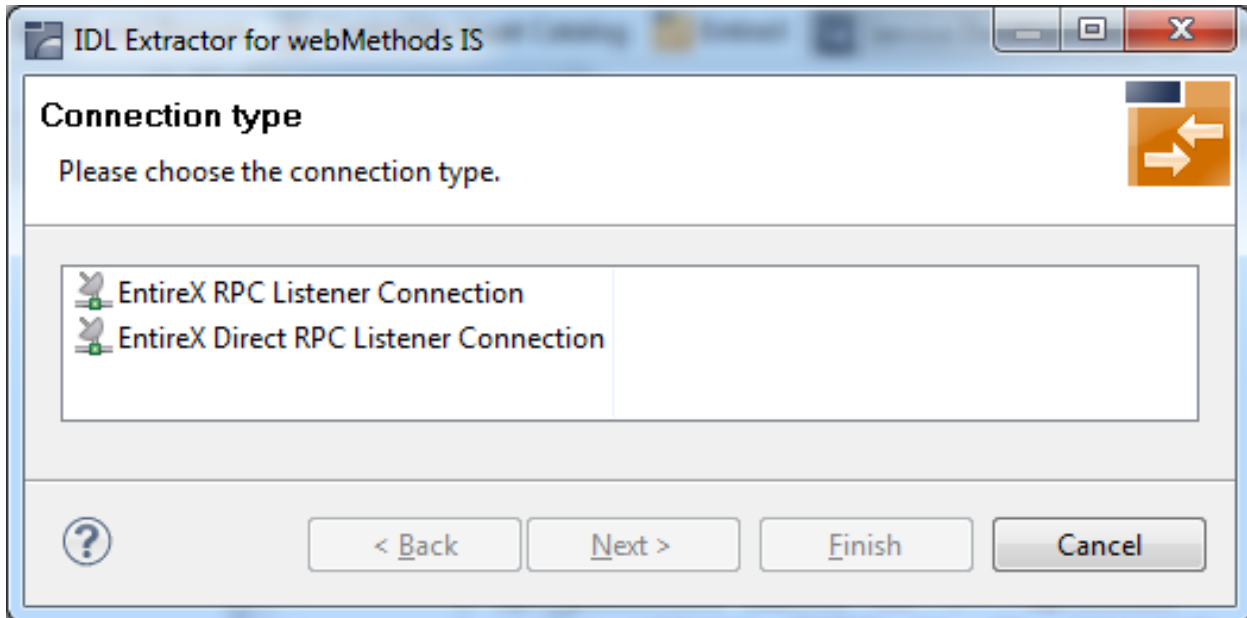 IDL Extractor for webMethods IS
Connection type
Please choose the connection type.
EntireX RPC Listener Connection
EntireX Direct RPC Listener Connection
< Back
Next >
Finish
Cancel